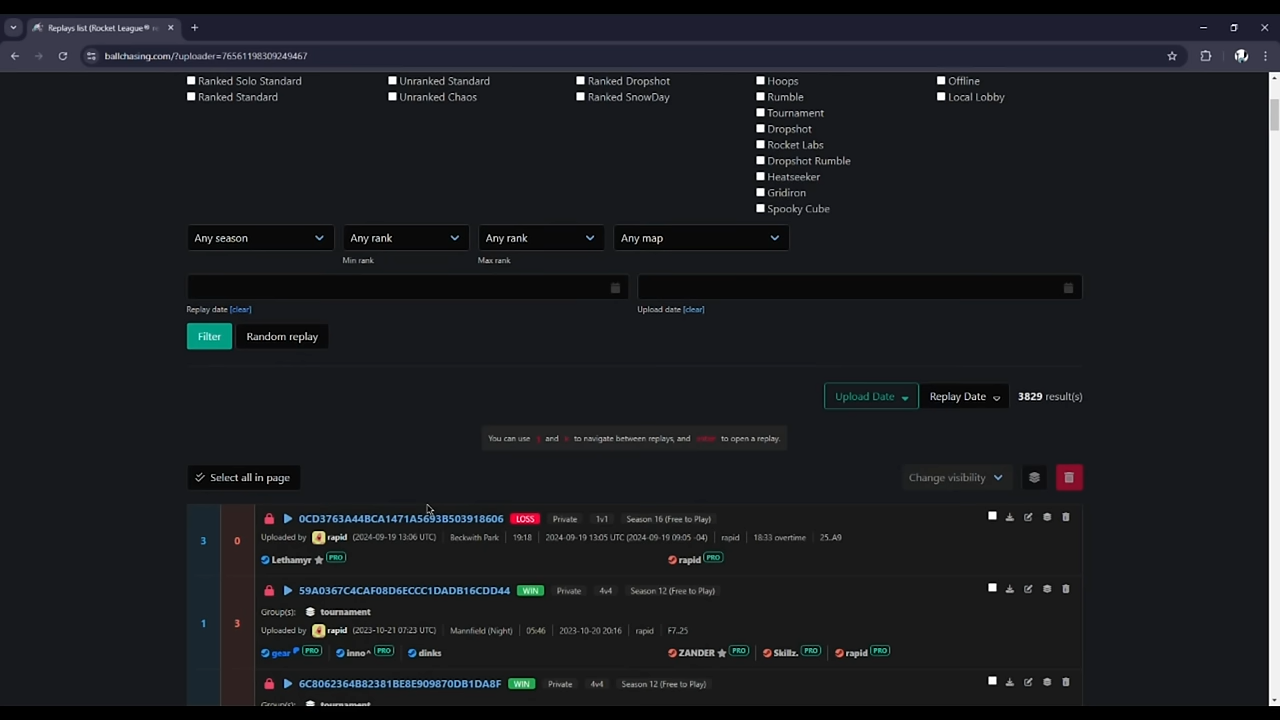 Replays list (Rocket League® re
ballchasing.com/?uploader=76561198309249467
Ranked Solo Standard Unranked Standard Ranked Dropshot Hoops Offline
Ranked Standard Unranked Chaos Ranked SnowDay Rumble Local Lobby
Tournament
Dropshot
Rocket Labs
Dropshot Rumble
Heatseeker
Gridiron
Spooky Cube
Any season Any rank Any rank Any map
Min rank Max rank
Replay date [clear] Upload date [clear]
Filter Random replay
Upload Date Replay Date 3829 result(s)
You can use j and k to navigate between replays, and enter to open a replay.
Select all in page Change visibility
0CD3763A44BCA1471A5693B503918606 LOSS Private 1v1 Season 16 (Free to Play)
3 0 Uploaded by rapid (2024-09-19 13:06 UTC) Beckwith Park 19:18 2024-09-19 13:05 UTC (2024-09-19 09:05 -04) rapid 18:33 overtime 25..A9
Lethamyr PRO rapid PRO
59A0367C4CAF08D6ECCC1DADB16CDD44 WIN Private 4v4 Season 12 (Free to Play)
Group(s): tournament
1 3 Uploaded by rapid (2023-10-21 07:23 UTC) Mannfield (Night) 05:46 2023-10-20 20:16 rapid F7..25
gear PRO inno^ PRO dinks ZANDER PRO Skillz. PRO rapid PRO
6C8062364B82381BE8E909870DB1DA8F WIN Private 4v4 Season 12 (Free to Play)
Group(s): tournament